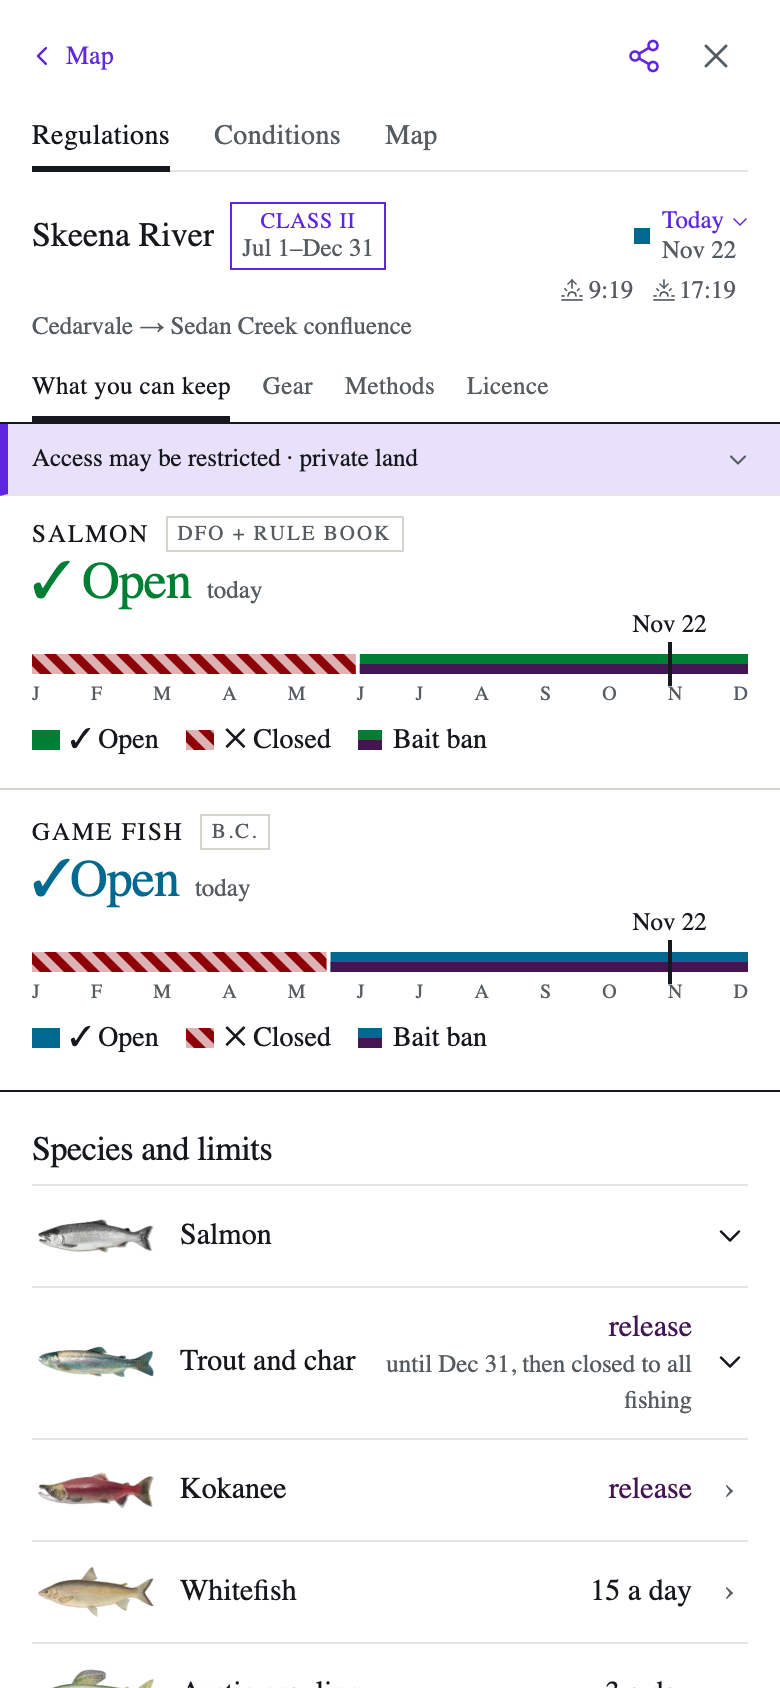 Map
Regulations Conditions Map
Skeena River
CLASS II
Jul 1–Dec 31
Today
Nov 22
9:19 17:19
Cedarvale → Sedan Creek confluence
What you can keep Gear Methods Licence
Access may be restricted · private land
SALMON DFO + RULE BOOK
✓ Open today
Nov 22
J F M A M J J A S O N D
✓ Open ✕ Closed Bait ban
GAME FISH B.C.
✓Open today
Nov 22
J F M A M J J A S O N D
✓ Open ✕ Closed Bait ban
Species and limits
Salmon
Trout and char
release
until Dec 31, then closed to all
fishing
Kokanee release
Whitefish 15 a day